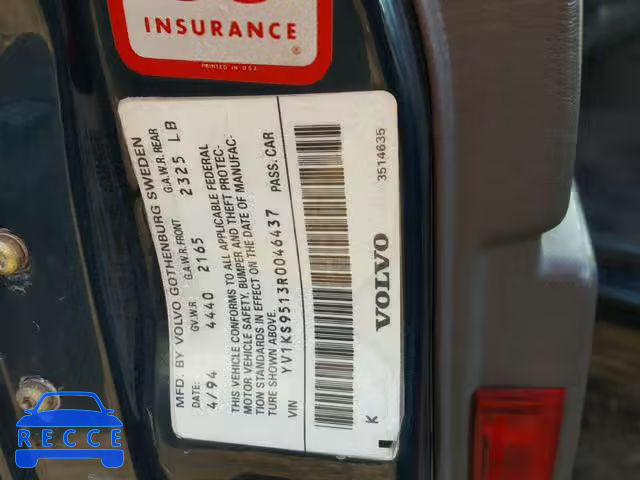 INSURANCE
®
PRINTED IN U.S.A.
MFD. BY VOLVO GOTHENBURG SWEDEN
DATE: G.V.W.R G.A.W.R.FRONT G.A.W.R. REAR
4/94 4440 2165 2325 LB
THIS VEHICLE CONFORMS TO ALL APPLICABLE FEDERAL
MOTOR VEHICLE SAFETY, BUMPER AND THEFT PROTEC-
TION STANDARDS IN EFFECT ON THE DATE OF MANUFAC-
TURE SHOWN ABOVE.
YV1KS9513R0046437
VIN PASS. CAR
K
VOLVO
3514635
RECCE